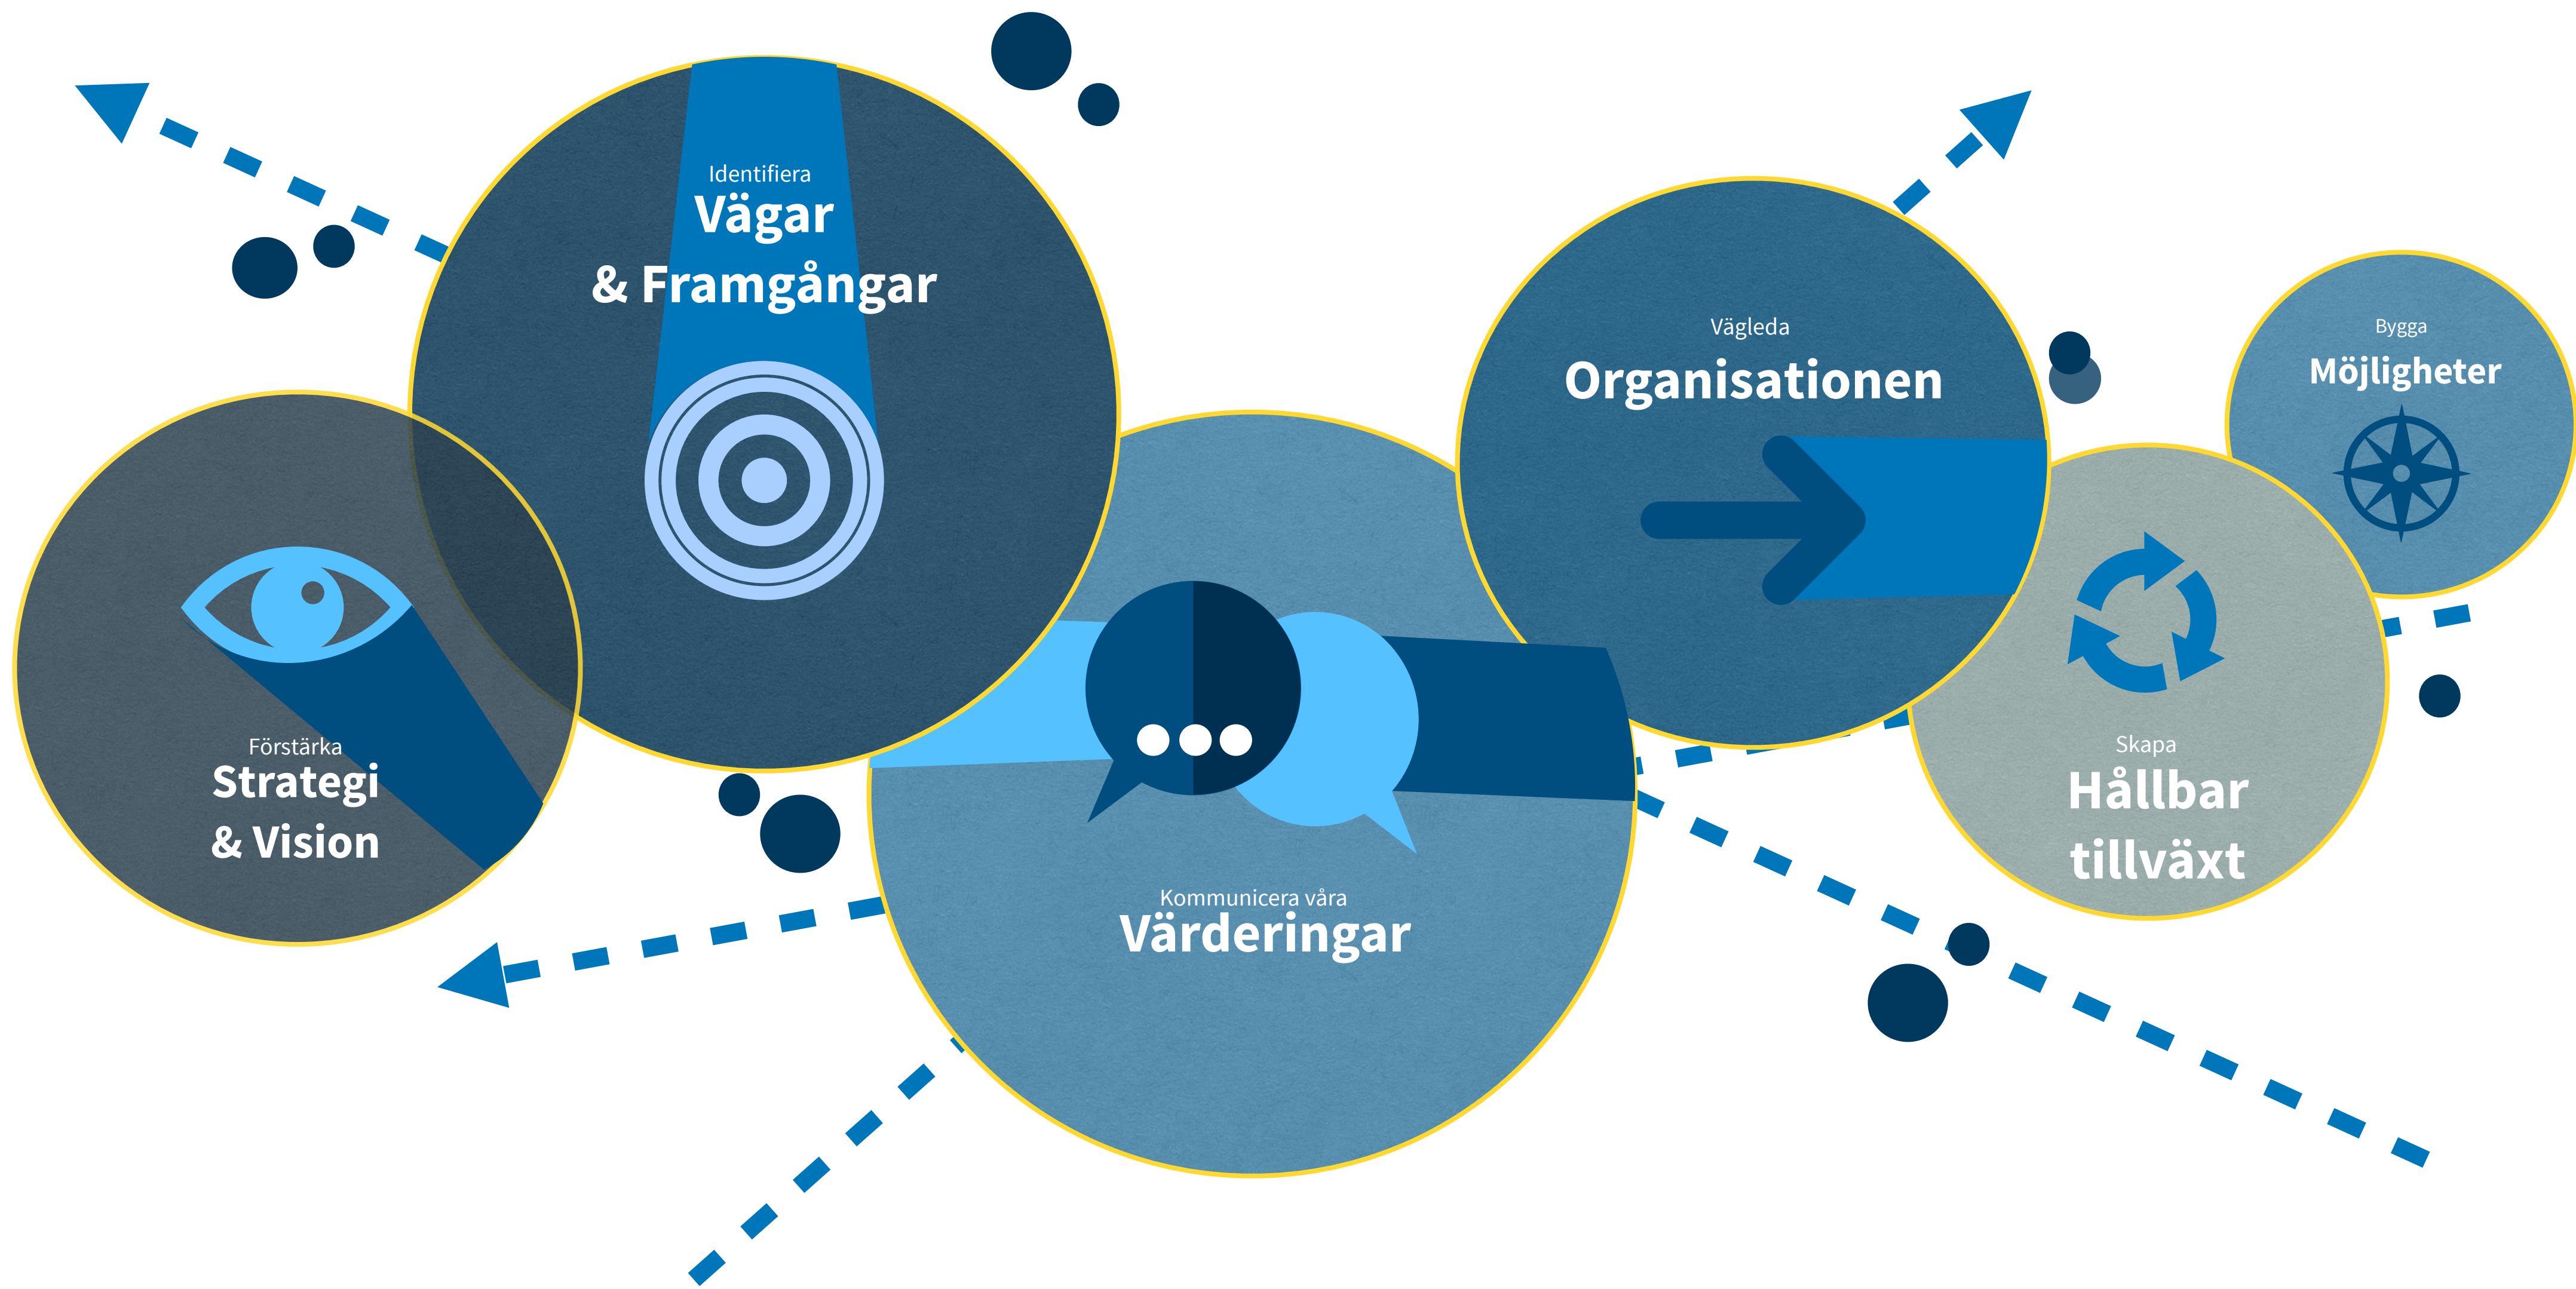 Förstärka
Strategi
& Vision
Identifiera
Vägar
& Framgångar
Kommunicera våra
Värderingar
Vägleda
Organisationen
Skapa
Hållbar
tillväxt
Bygga
Möjligheter